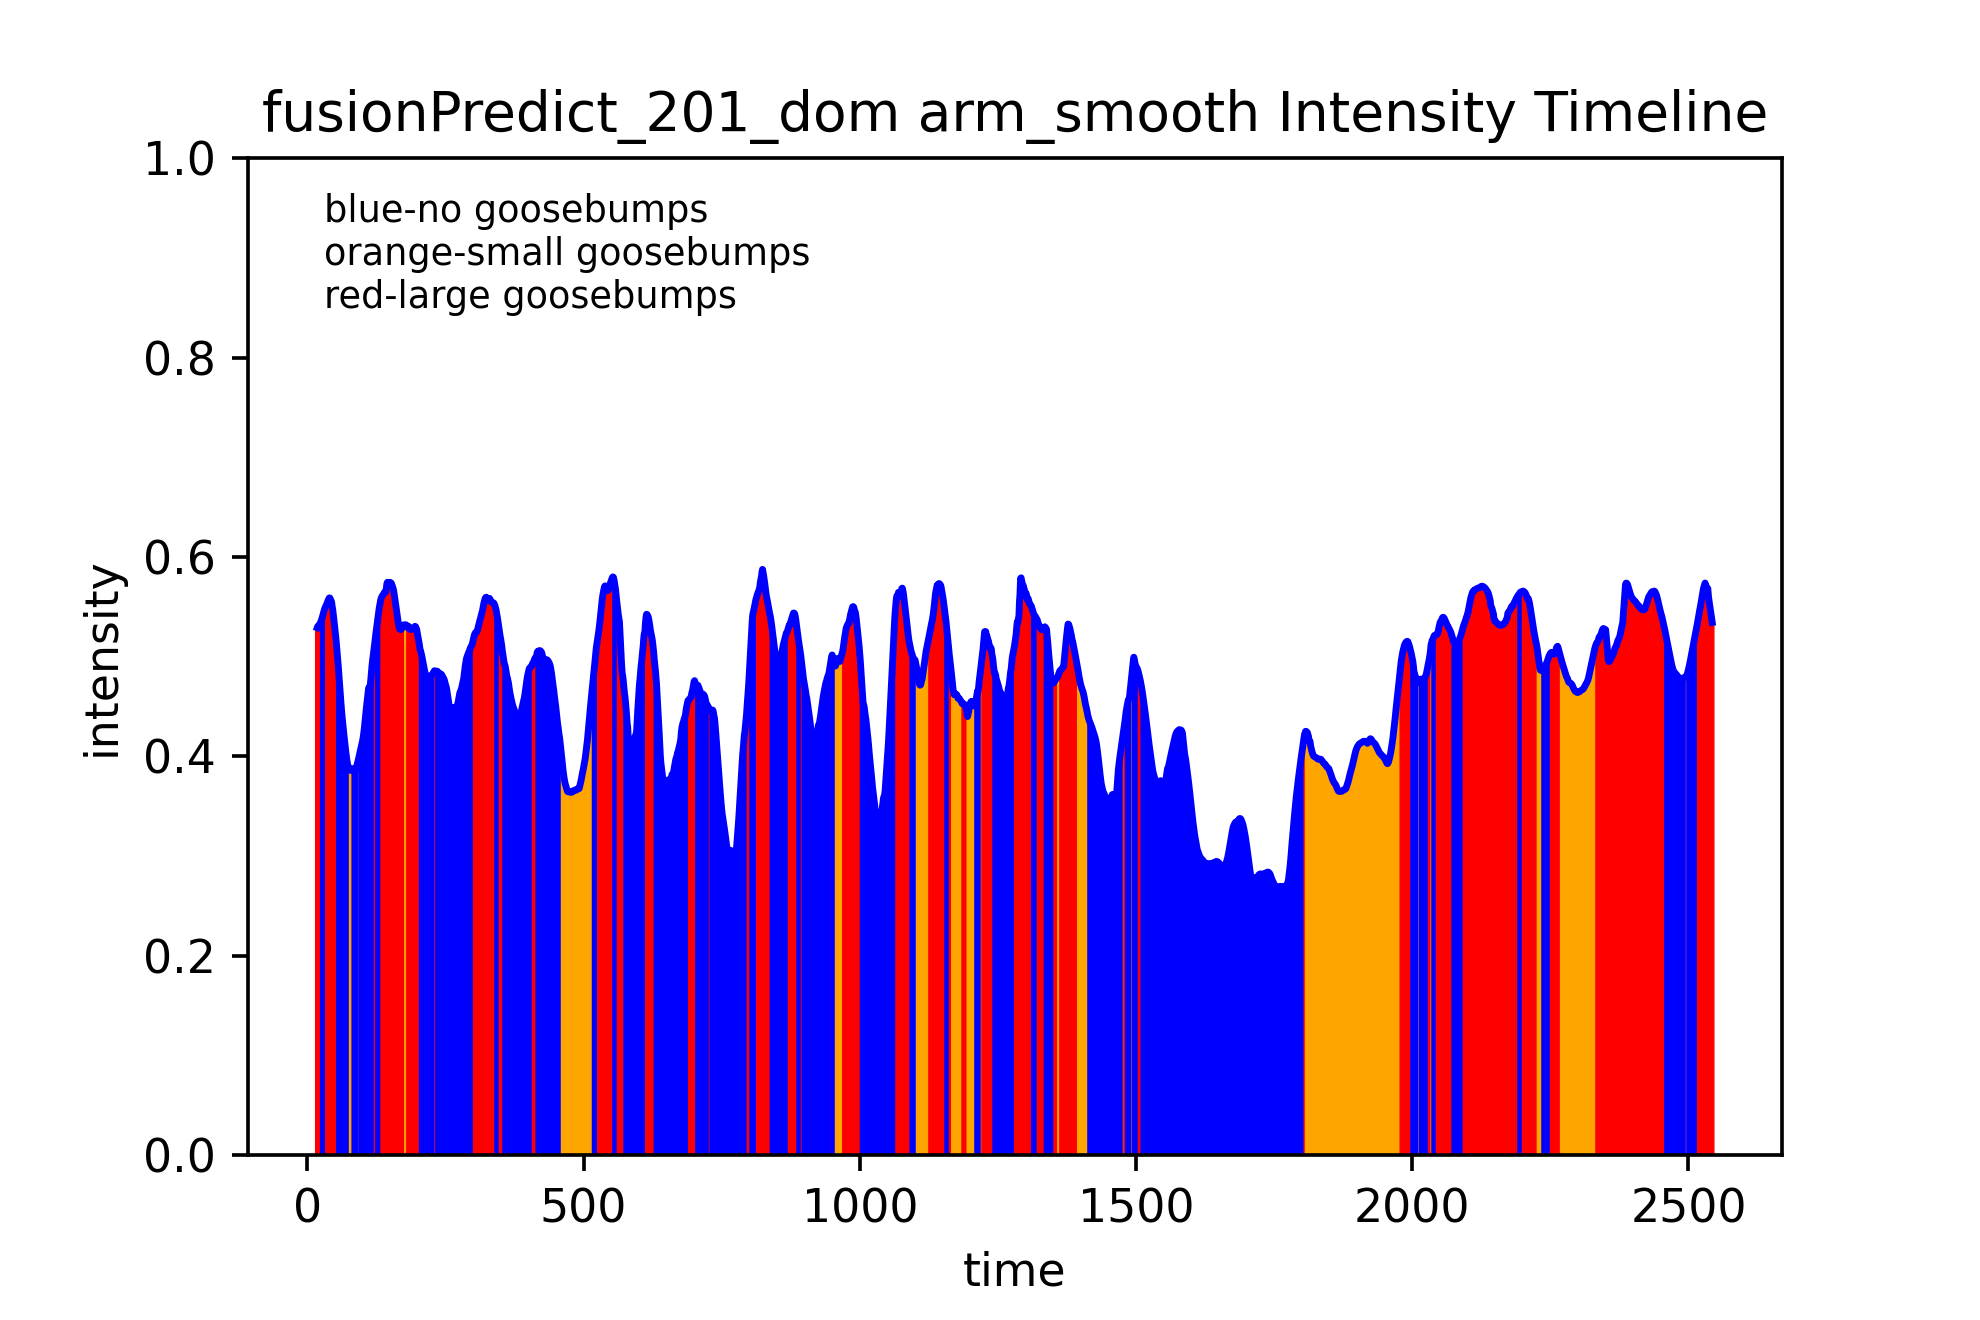 fusionPredict_201_dom arm_smooth Intensity Timeline
1.0
blue-no goosebumps
orange-small goosebumps
red-large goosebumps
0.8
0.6
intensity
0.4
0.2
0.0
0 500 1000 1500 2000 2500
time